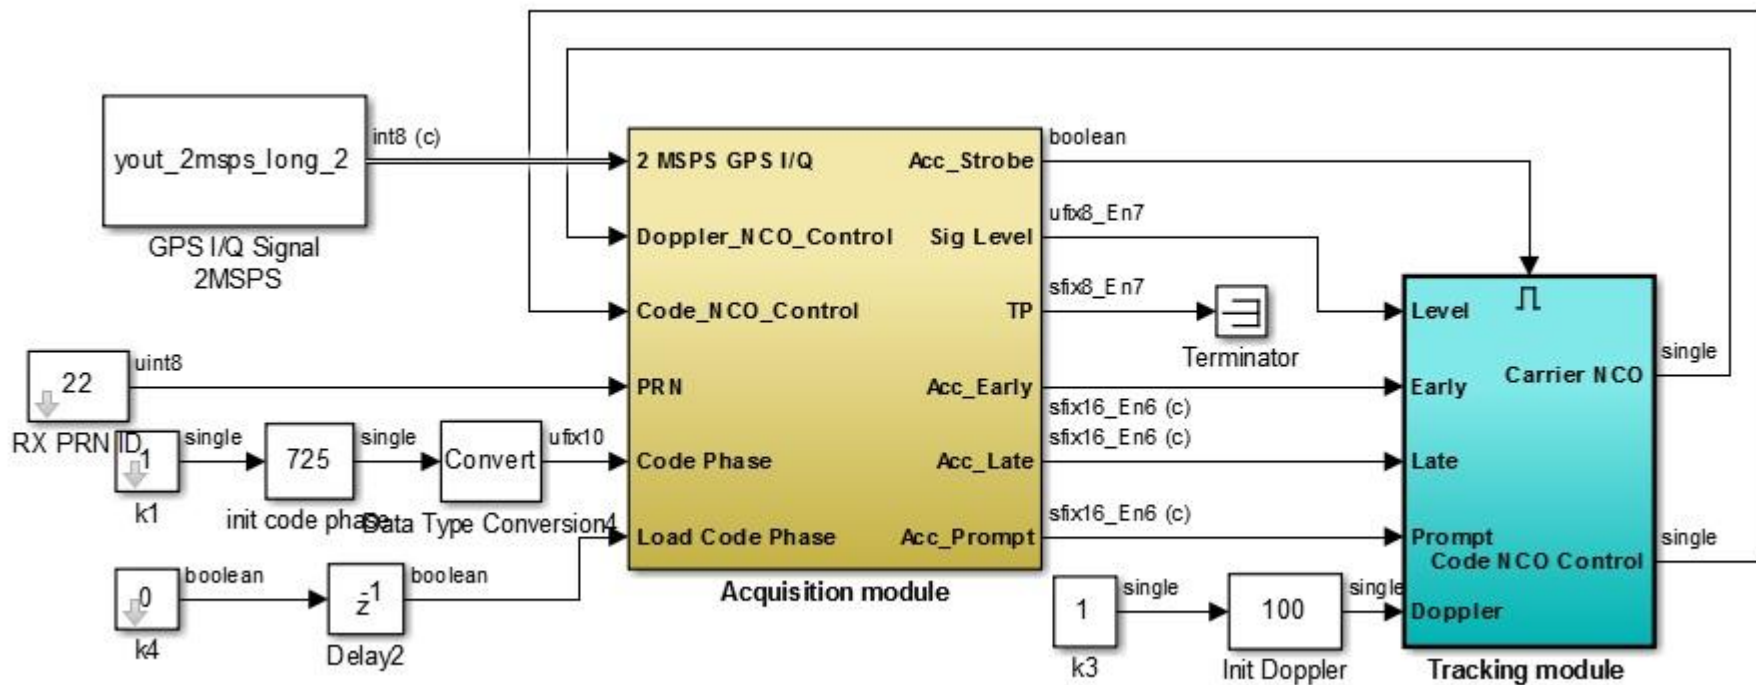 yout_2msps_long_2
int8 (c)
GPS I/Q Signal
2MSPS
22
uint8
RX PRN ID
1
single
k1
725
single
init code phase
Convert
ufix10
Data Type Conversion4
0
boolean
k4
z-1
boolean
Delay2
2 MSPS GPS I/Q
Doppler_NCO_Control
Code_NCO_Control
PRN
Code Phase
Load Code Phase
Acc_Strobe
Sig Level
TP
Acc_Early
Acc_Late
Acc_Prompt
Acquisition module
boolean
ufix8_En7
sfix8_En7
Terminator
sfix16_En6 (c)
sfix16_En6 (c)
sfix16_En6 (c)
1
single
k3
100
single
Init Doppler
Level
Early
Late
Prompt
Doppler
Carrier NCO
Code NCO Control
single
single
Tracking module